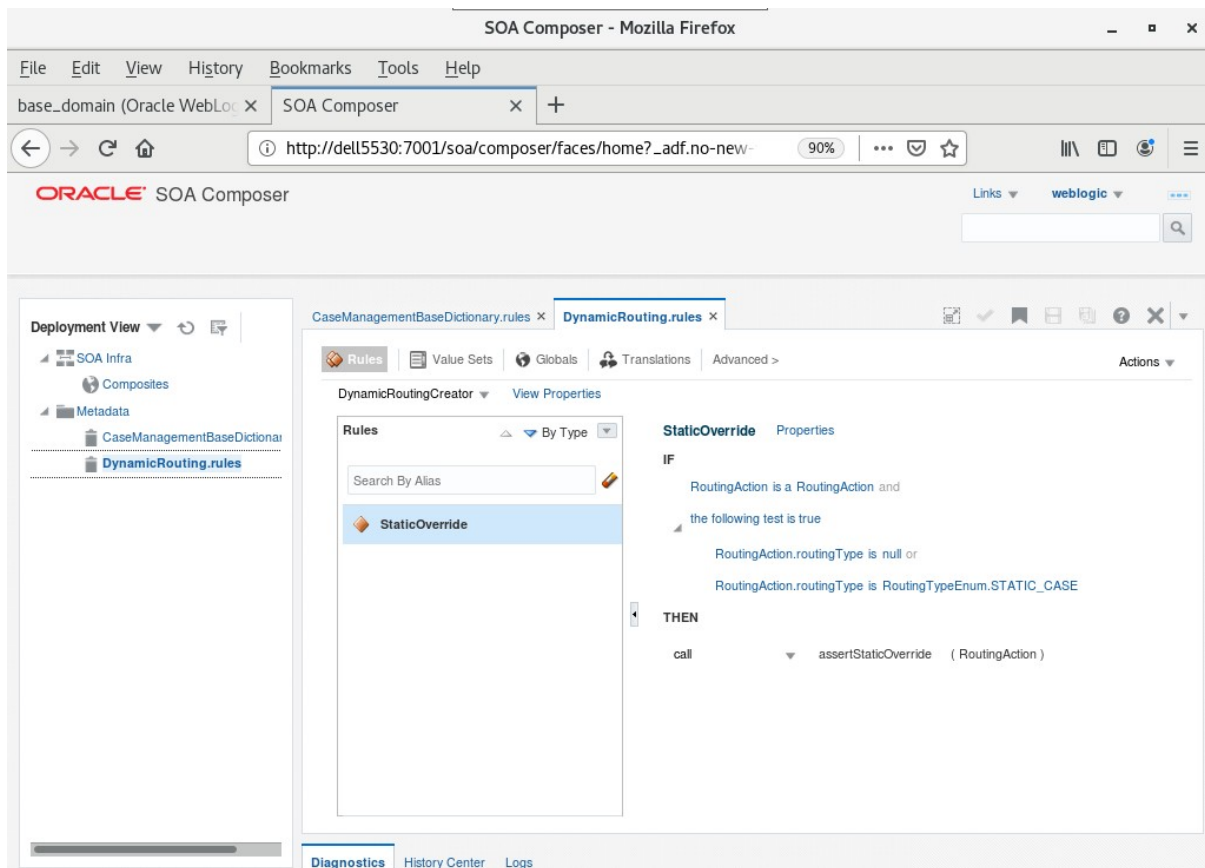 SOA Composer - Mozilla Firefox
File Edit View History Bookmarks Tools Help
base_domain (Oracle WebLog SOA Composer
http://dell5530:7001/soa/composer/faces/home?_adf.no-new- 90%
ORACLE SOA Composer Links weblogic
Deployment View
SOA Infra
Composites
Metadata
CaseManagementBaseDictionar
DynamicRouting.rules
CaseManagementBaseDictionary.rules DynamicRouting.rules
Rules Value Sets Globals Translations Advanced > Actions
DynamicRoutingCreator View Properties
Rules By Type
Search By Alias
StaticOverride
StaticOverride Properties
IF
RoutingAction is a RoutingAction and
the following test is true
RoutingAction.routingType is null or
RoutingAction.routingType is RoutingTypeEnum.STATIC_CASE
THEN
call assertStaticOverride ( RoutingAction )
Diagnostics History Center Logs